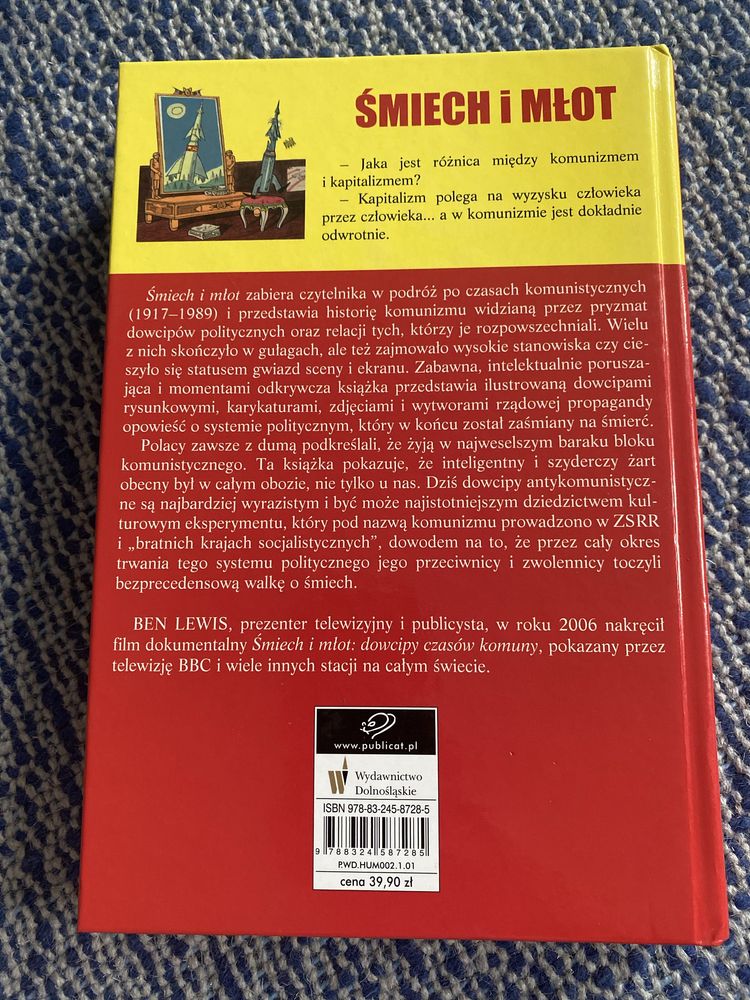 ŚMIECH i MŁOT
– Jaka jest różnica między komunizmem
i kapitalizmem?
– Kapitalizm polega na wyzysku człowieka
przez człowieka... a w komunizmie jest dokładnie
odwrotnie.
Śmiech i młot zabiera czytelnika w podróż po czasach komunistycznych
(1917–1989) i przedstawia historię komunizmu widzianą przez pryzmat
dowcipów politycznych oraz relacji tych, którzy je rozpowszechniali. Wielu
z nich skończyło w gułagach, ale też zajmowało wysokie stanowiska czy cie-
szyło się statusem gwiazd sceny i ekranu. Zabawna, intelektualnie porusza-
jąca i momentami odkrywcza książka przedstawia ilustrowaną dowcipami
rysunkowymi, karykaturami, zdjęciami i wytworami rządowej propagandy
opowieść o systemie politycznym, który w końcu został zaśmiany na śmierć.
Polacy zawsze z dumą podkreślali, że żyją w najweselszym baraku bloku
komunistycznego. Ta książka pokazuje, że inteligentny i szyderczy żart
obecny był w całym obozie, nie tylko u nas. Dziś dowcipy antykomunistycz-
ne są najbardziej wyrazistym i być może najistotniejszym dziedzictwem kul-
turowym eksperymentu, który pod nazwą komunizmu prowadzono w ZSRR
i „bratnich krajach socjalistycznych”, dowodem na to, że przez cały okres
trwania tego systemu politycznego jego przeciwnicy i zwolennicy toczyli
bezprecedensową walkę o śmiech.
BEN LEWIS, prezenter telewizyjny i publicysta, w roku 2006 nakręcił
film dokumentalny Śmiech i młot: dowcipy czasów komuny, pokazany przez
telewizję BBC i wiele innych stacji na całym świecie.
www.publicat.pl
Wydawnictwo
Dolnośląskie
ISBN 978-83-245-8728-5
9 788324 587285
P.WD.HUM002.1.01
cena 39,90 zł